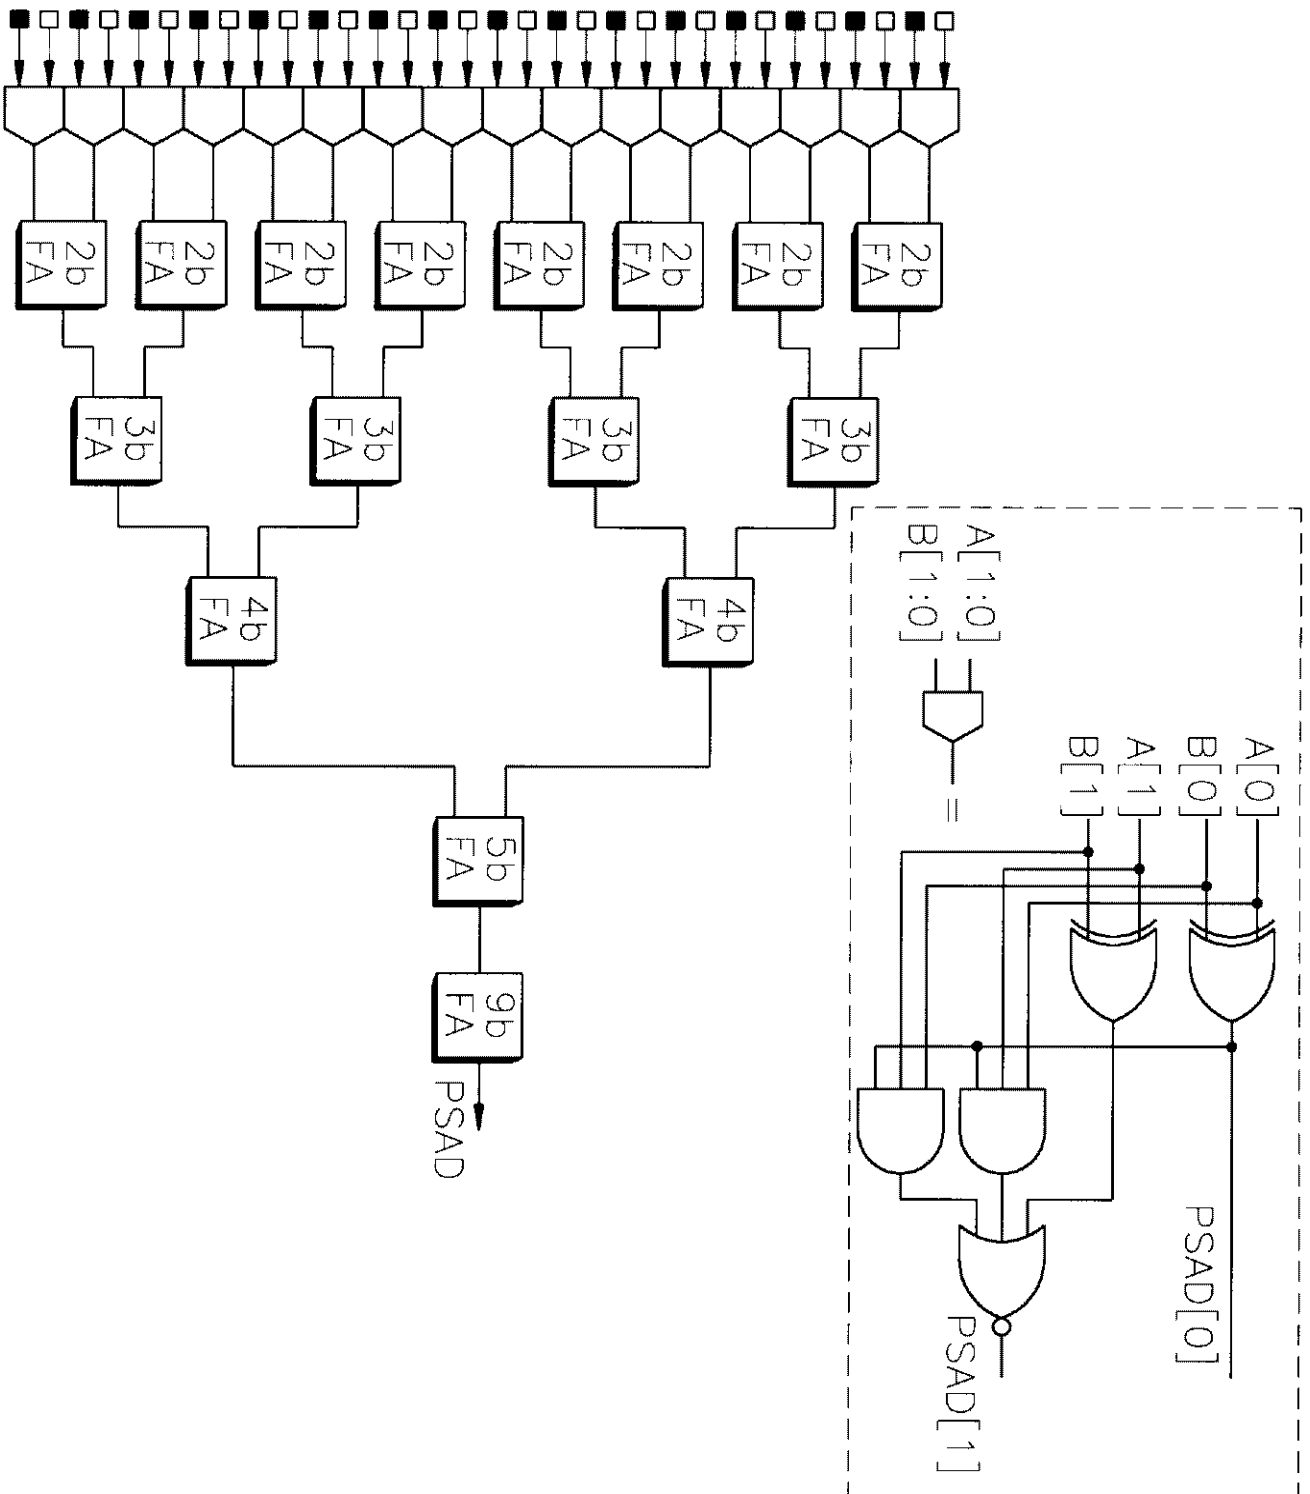 2b
FA
2b
FA
2b
FA
2b
FA
2b
FA
2b
FA
2b
FA
2b
FA
3b
FA
3b
FA
3b
FA
3b
FA
4b
FA
4b
FA
5b
FA
9b
FA
PSAD
A[1:0]
B[1:0]
=
A[0]
B[0]
A[1]
B[1]
PSAD[0]
PSAD[1]